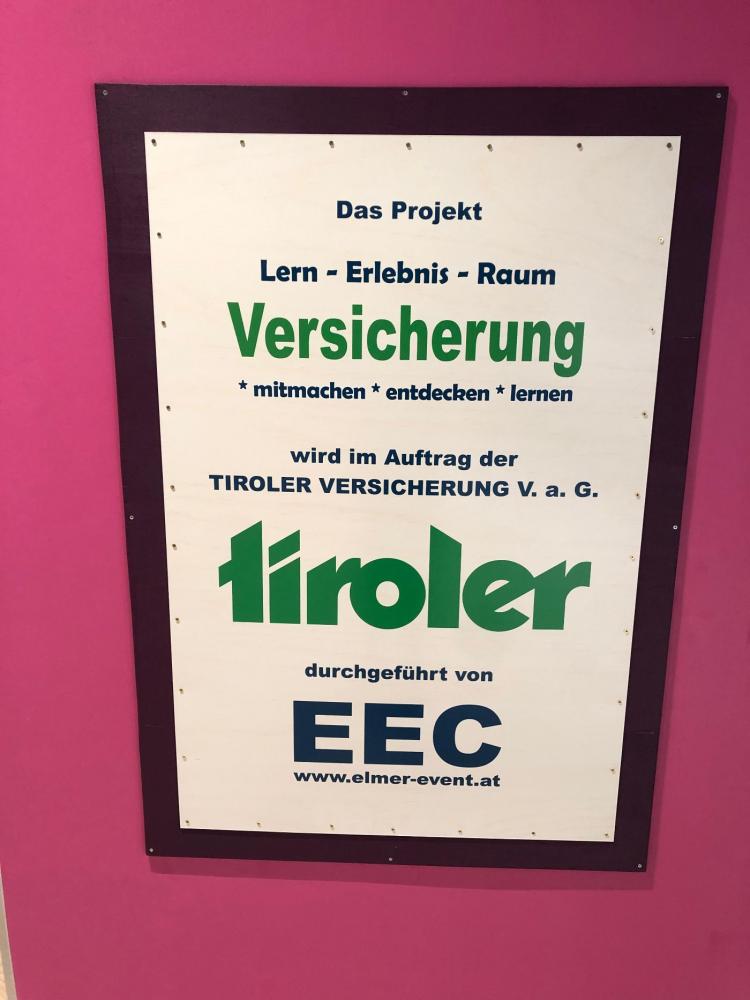 Das Projekt
Lern - Erlebnis - Raum
Versicherung
* mitmachen * entdecken * lernen
wird im Auftrag der
TIROLER VERSICHERUNG V. a. G.
tiroler
durchgeführt von
EEC
www.elmer-event.at